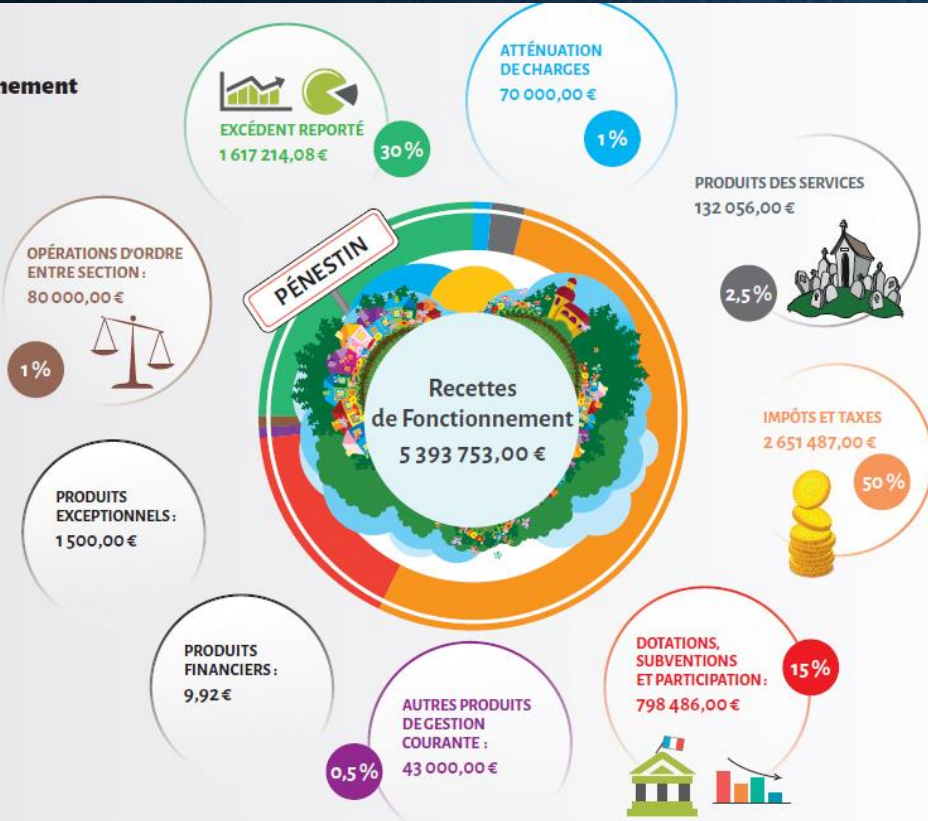 nement
EXCÉDENT REPORTÉ
1 617 214,08 €
30 %
ATTÉNUATION
DE CHARGES
70 000,00 €
1 %
PRODUITS DES SERVICES
132 056,00 €
2,5 %
OPÉRATIONS D'ORDRE
ENTRE SECTION :
80 000,00 €
1 %
PÉNESTIN
Recettes
de Fonctionnement
5 393 753,00 €
IMPÔTS ET TAXES
2 651 487,00 €
50 %
PRODUITS
EXCEPTIONNELS :
1 500,00 €
PRODUITS
FINANCIERS :
9,92 €
AUTRES PRODUITS
DE GESTION
COURANTE :
43 000,00 €
0,5 %
DOTATIONS,
SUBVENTIONS
ET PARTICIPATION :
798 486,00 €
15 %